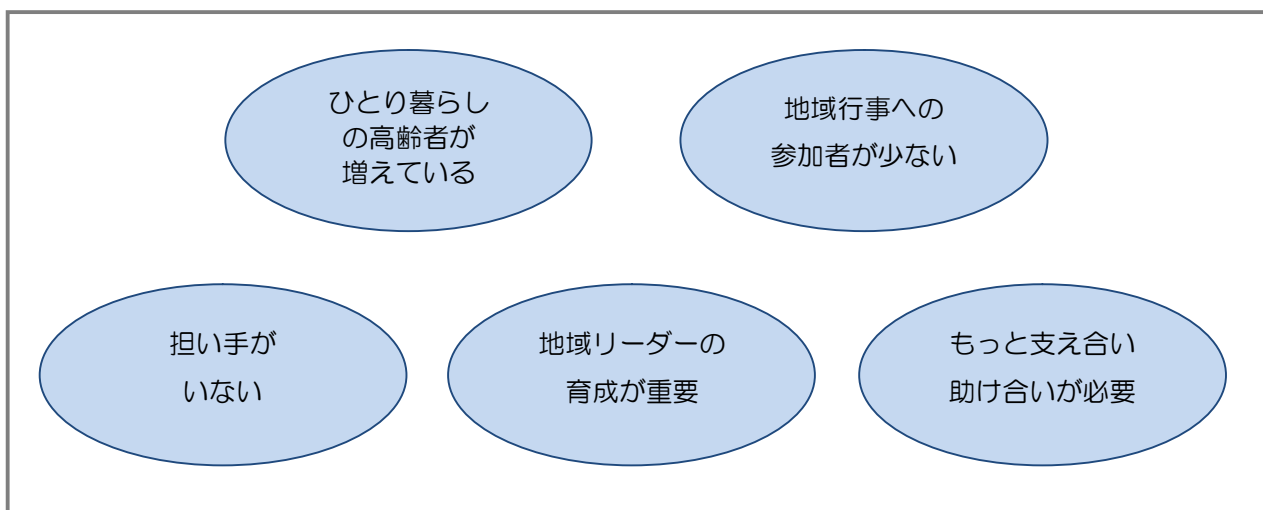 ひとり暮らし
の高齢者が
増えている
地域行事への
参加者が少ない
担い手が
いない
地域リーダーの
育成が重要
もっと支え合い
助け合いが必要